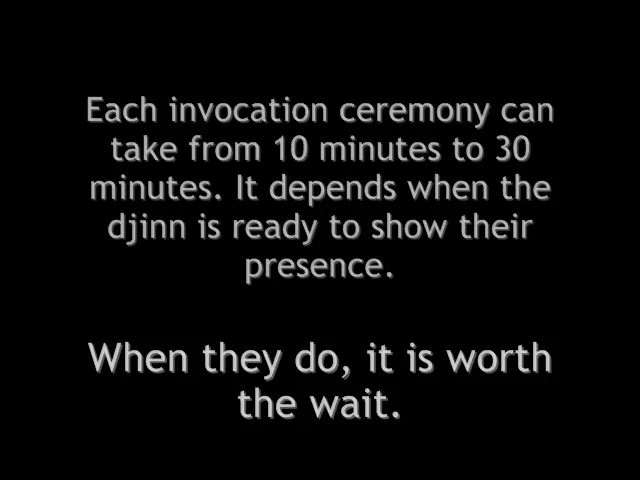 Each invocation ceremony can
take from 10 minutes to 30
minutes. It depends when the
djinn is ready to show their
presence.
When they do, it is worth
the wait.